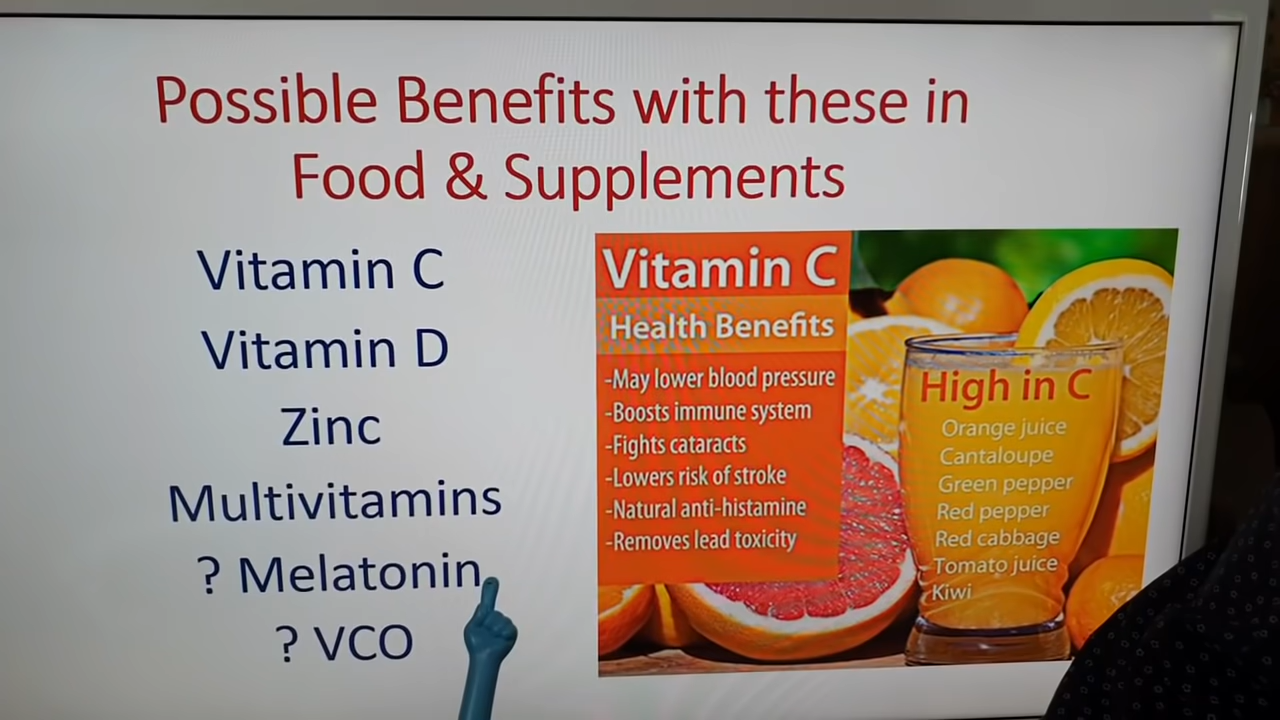 Possible Benefits with these in
Food & Supplements
Vitamin C
Vitamin D
Zinc
Multivitamins
? Melatonin
? VCO
Vitamin C
Health Benefits
-May lower blood pressure
-Boosts immune system
-Fights cataracts
-Lowers risk of stroke
-Natural anti-histamine
-Removes lead toxicity
High in C
Orange juice
Cantaloupe
Green pepper
Red pepper
Red cabbage
Tomato juice
Kiwi